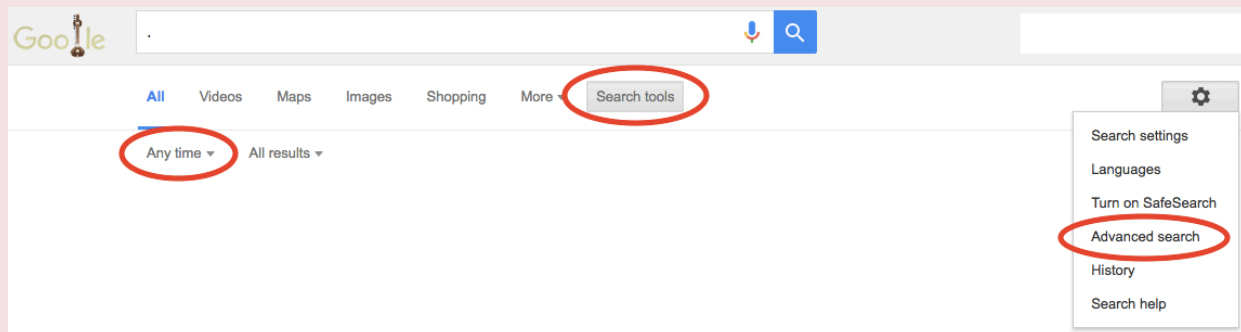 Google
.
All Videos Maps Images Shopping More Search tools
Any time All results
Search settings
Languages
Turn on SafeSearch
Advanced search
History
Search help